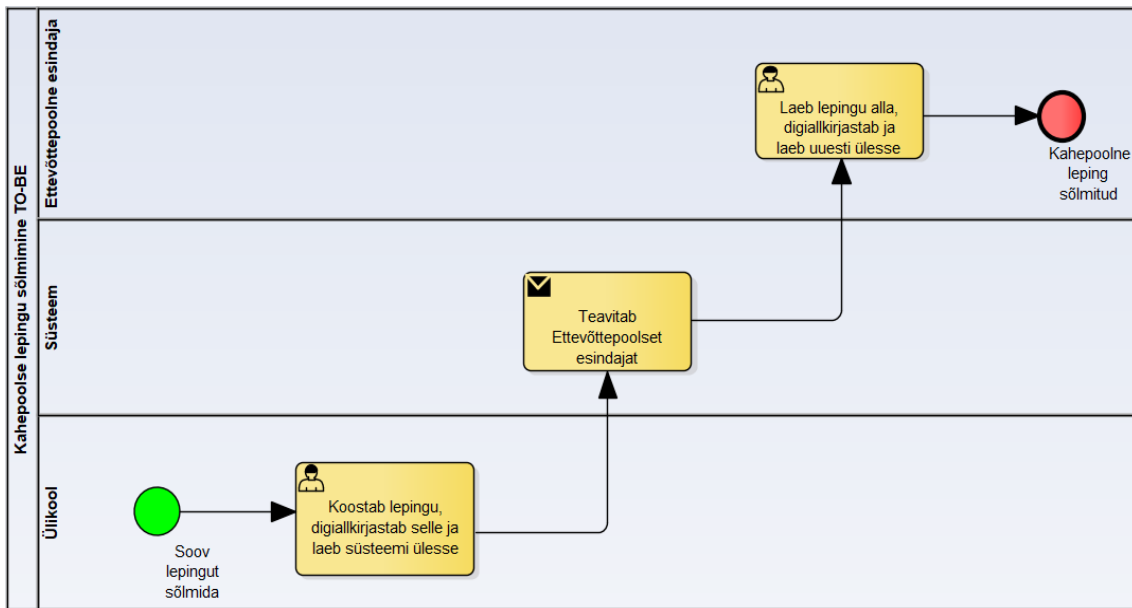 Kahepoolse lepingu sõlmimine TO-BE
Ettevõttepoolne esindaja
Laeb lepingu alla,
digiallkirjastab ja
laeb uuesti ülesse
Kahepoolne
leping
sõlmitud
Süsteem
Teavitab
Ettevõttepoolset
esindajat
Ülikool
Soov
lepingut
sõlmida
Koostab lepingu,
digiallkirjastab selle ja
laeb süsteemi ülesse